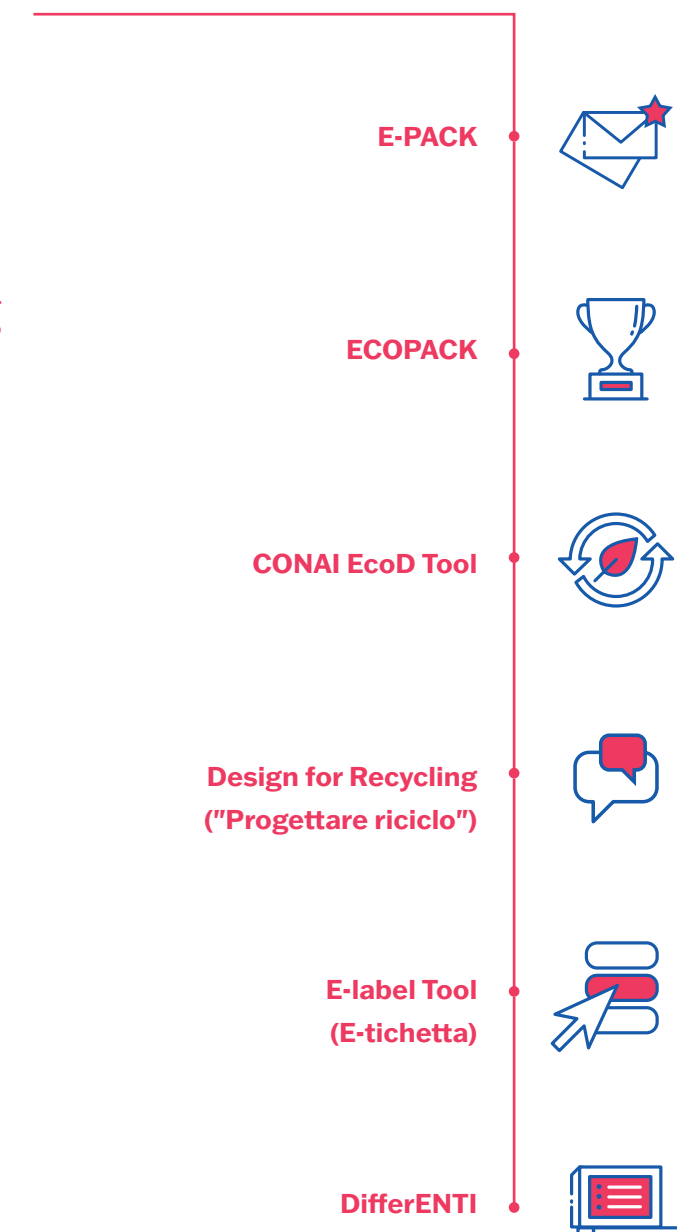 E-PACK
ECOPACK
CONAI EcoD Tool
Design for Recycling
("Progettare riciclo")
E-label Tool
(E-tichetta)
DifferENTI